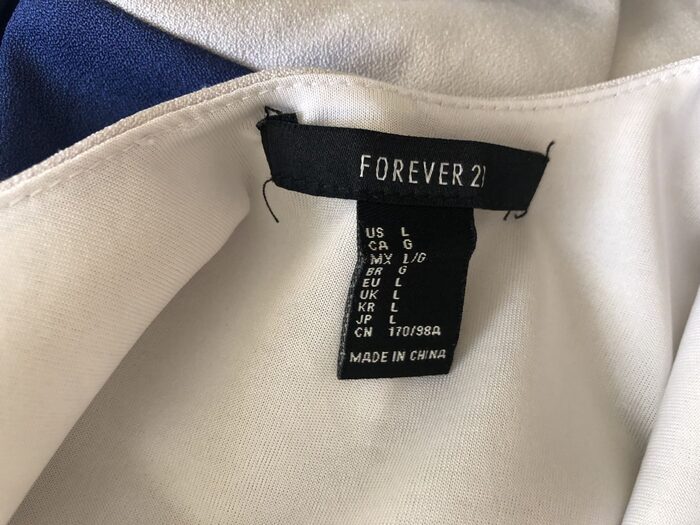 FOREVER 21
US L
CA G
MX L/G
BR G
EU L
UK L
KR L
JP L
CN 170/98A
MADE IN CHINA